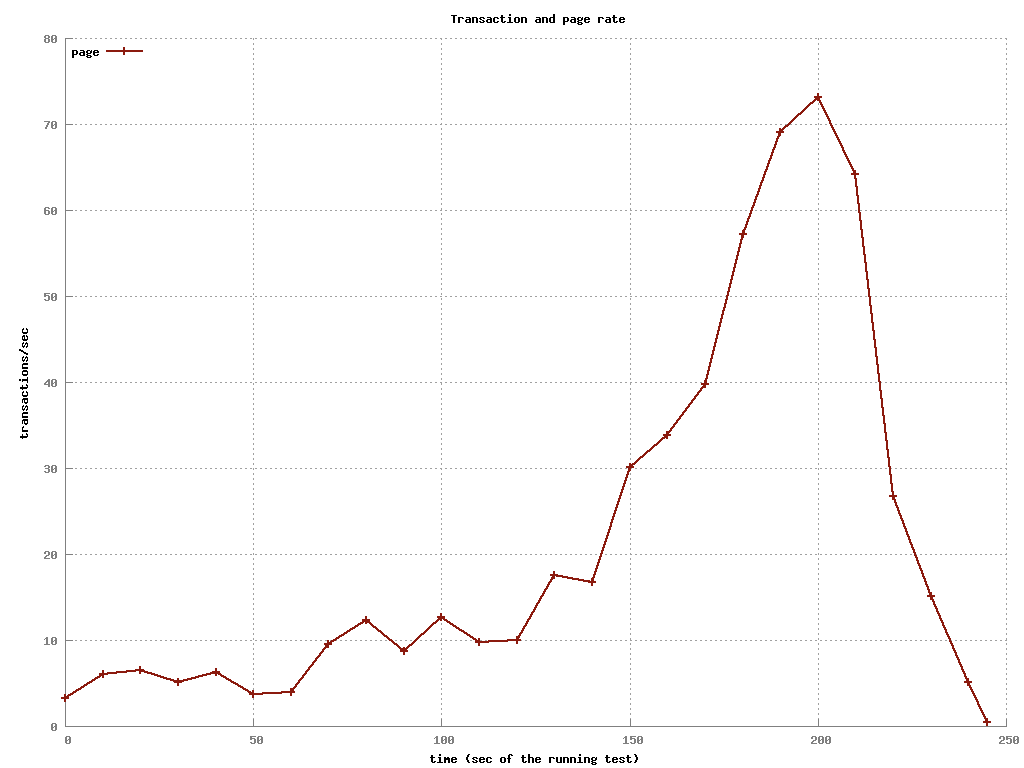 Transaction and page rate
page
80
70
60
50
40
30
20
10
0
transactions/sec
0 50 100 150 200 250
time (sec of the running test)